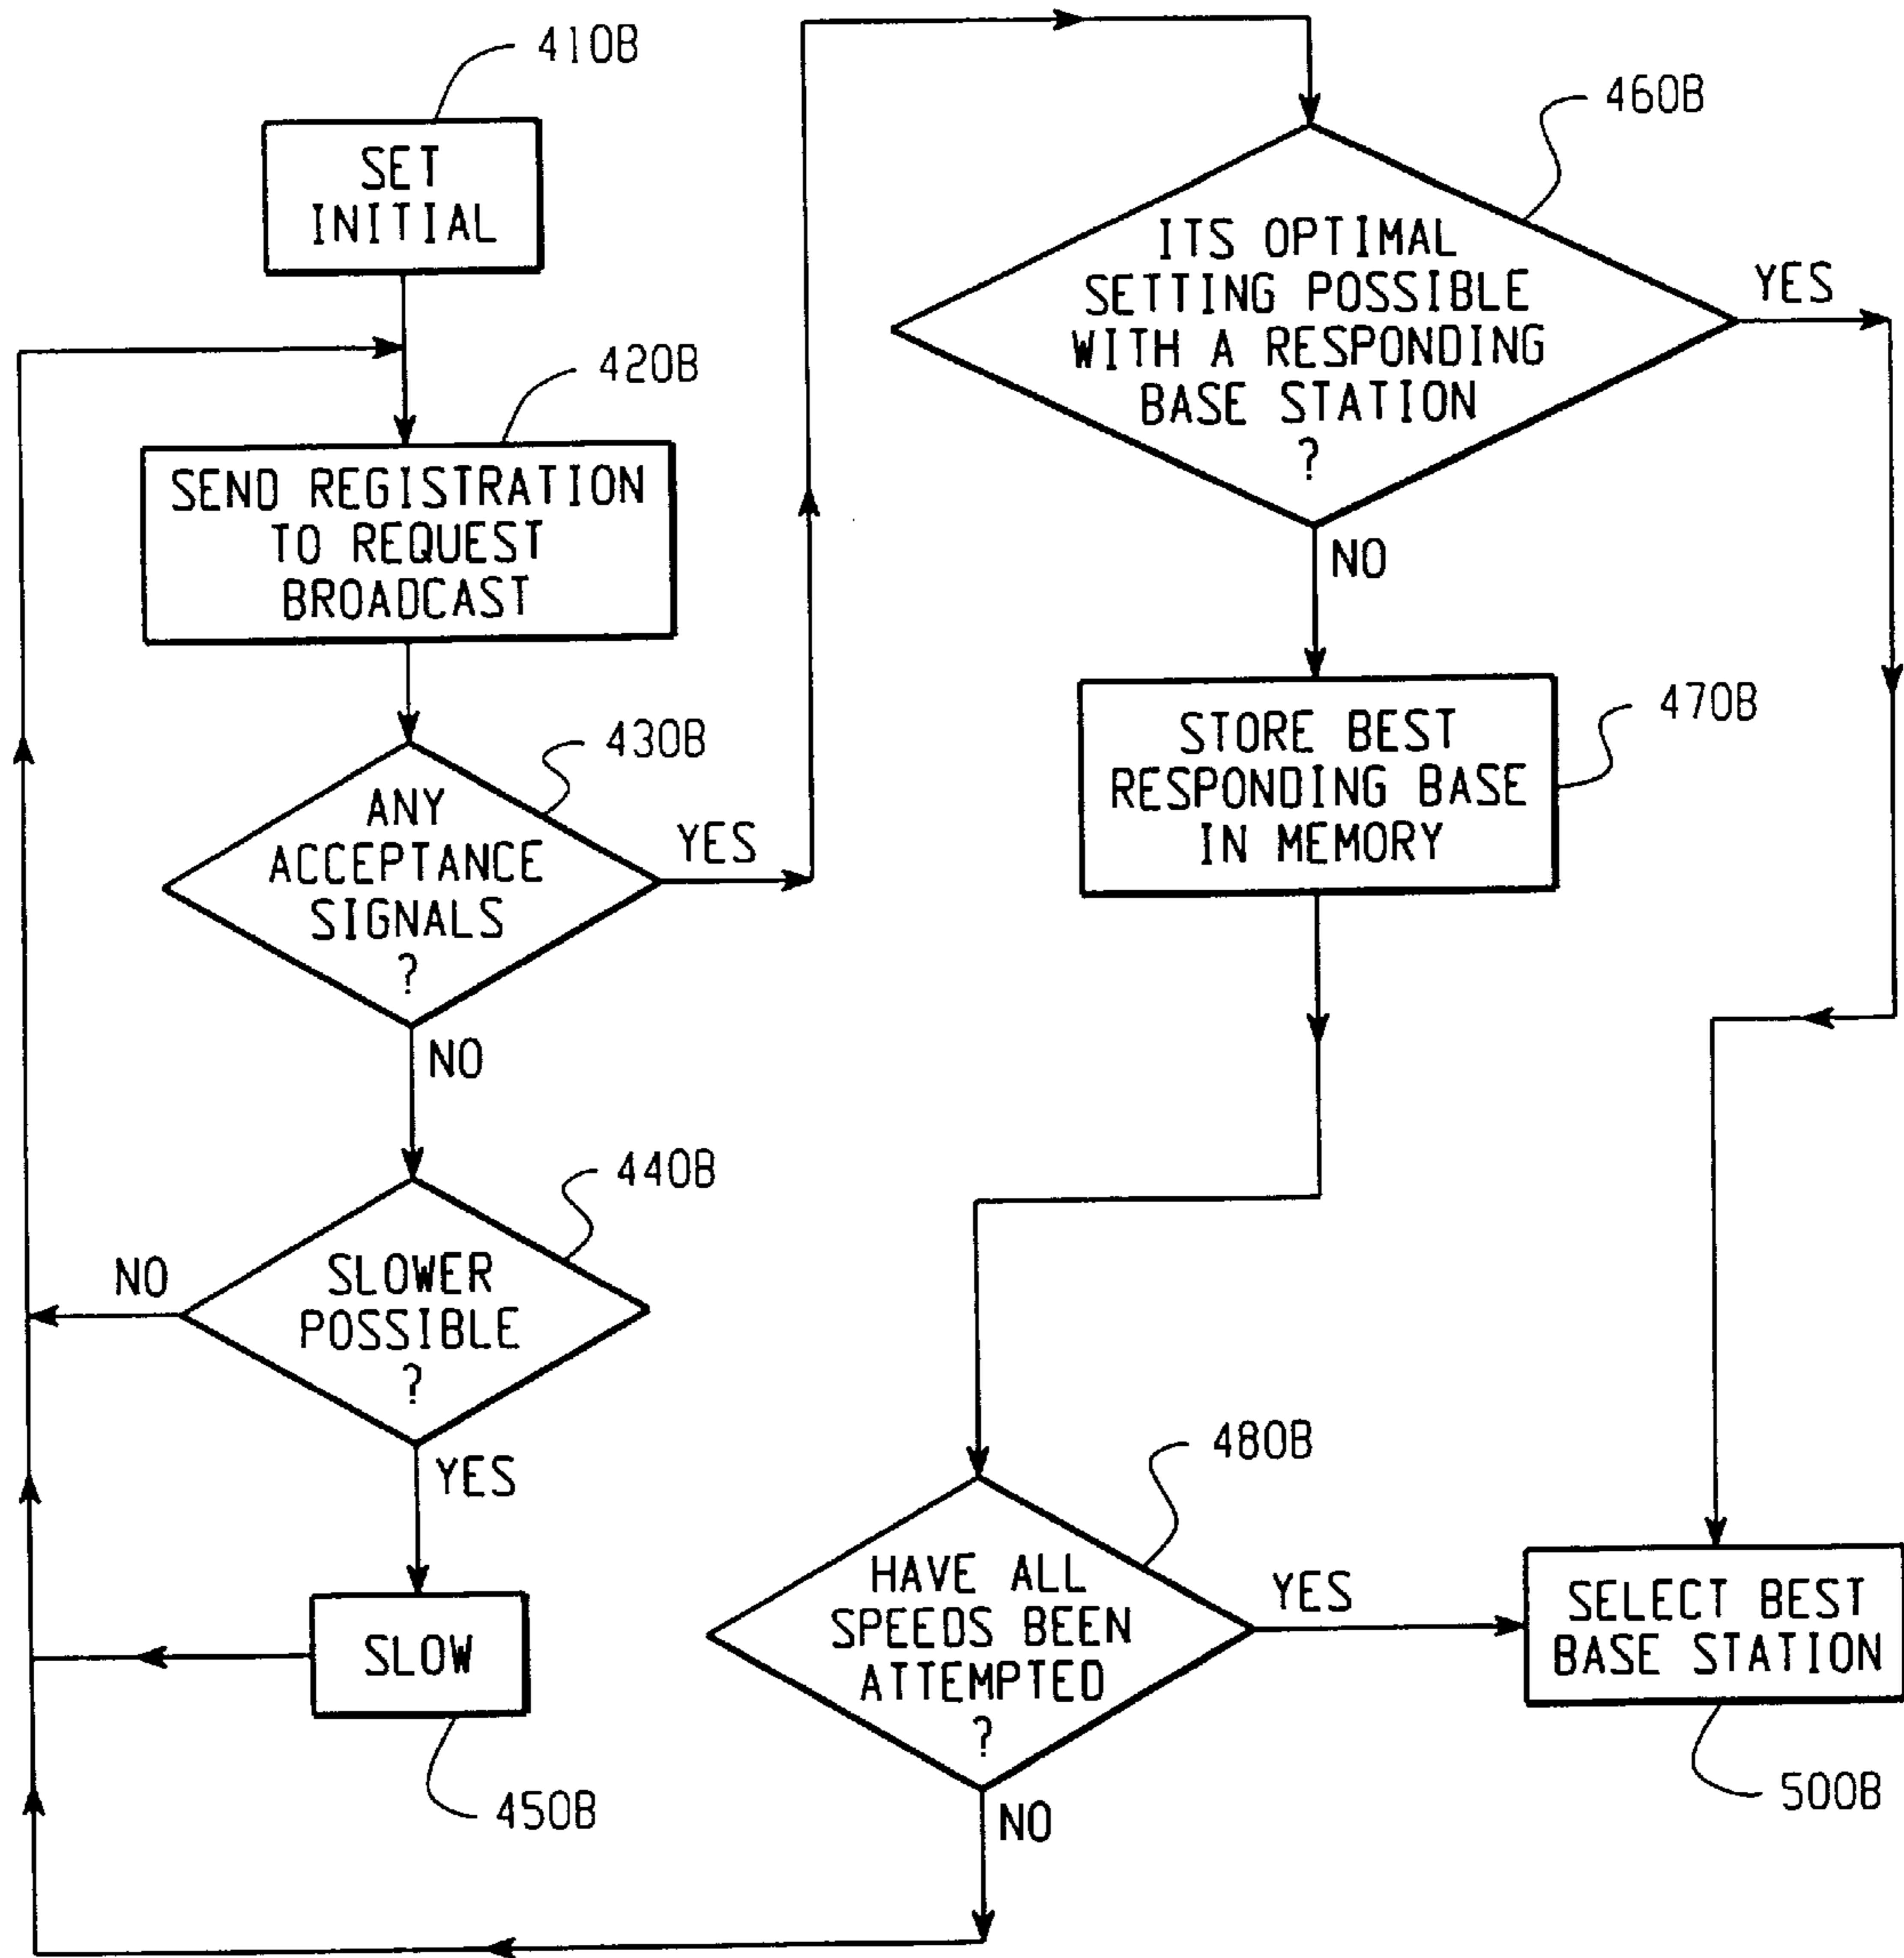 410B
SET
INITIAL
420B
SEND REGISTRATION
TO REQUEST
BROADCAST
430B
ANY
ACCEPTANCE
SIGNALS
?
YES
NO
440B
SLOWER
POSSIBLE
?
NO
YES
SLOW
450B
460B
ITS OPTIMAL
SETTING POSSIBLE
WITH A RESPONDING
BASE STATION
?
YES
NO
470B
STORE BEST
RESPONDING BASE
IN MEMORY
480B
HAVE ALL
SPEEDS BEEN
ATTEMPTED
?
YES
NO
SELECT BEST
BASE STATION
500B